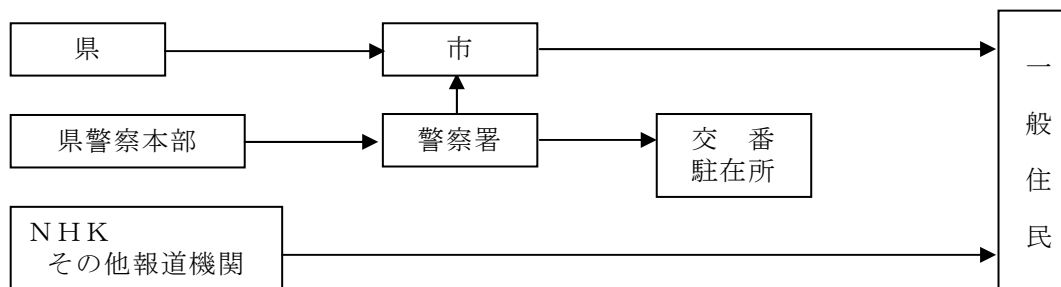 県
市
県警察本部
警察署
交　番
駐在所
ＮＨＫ
その他報道機関
一般住民